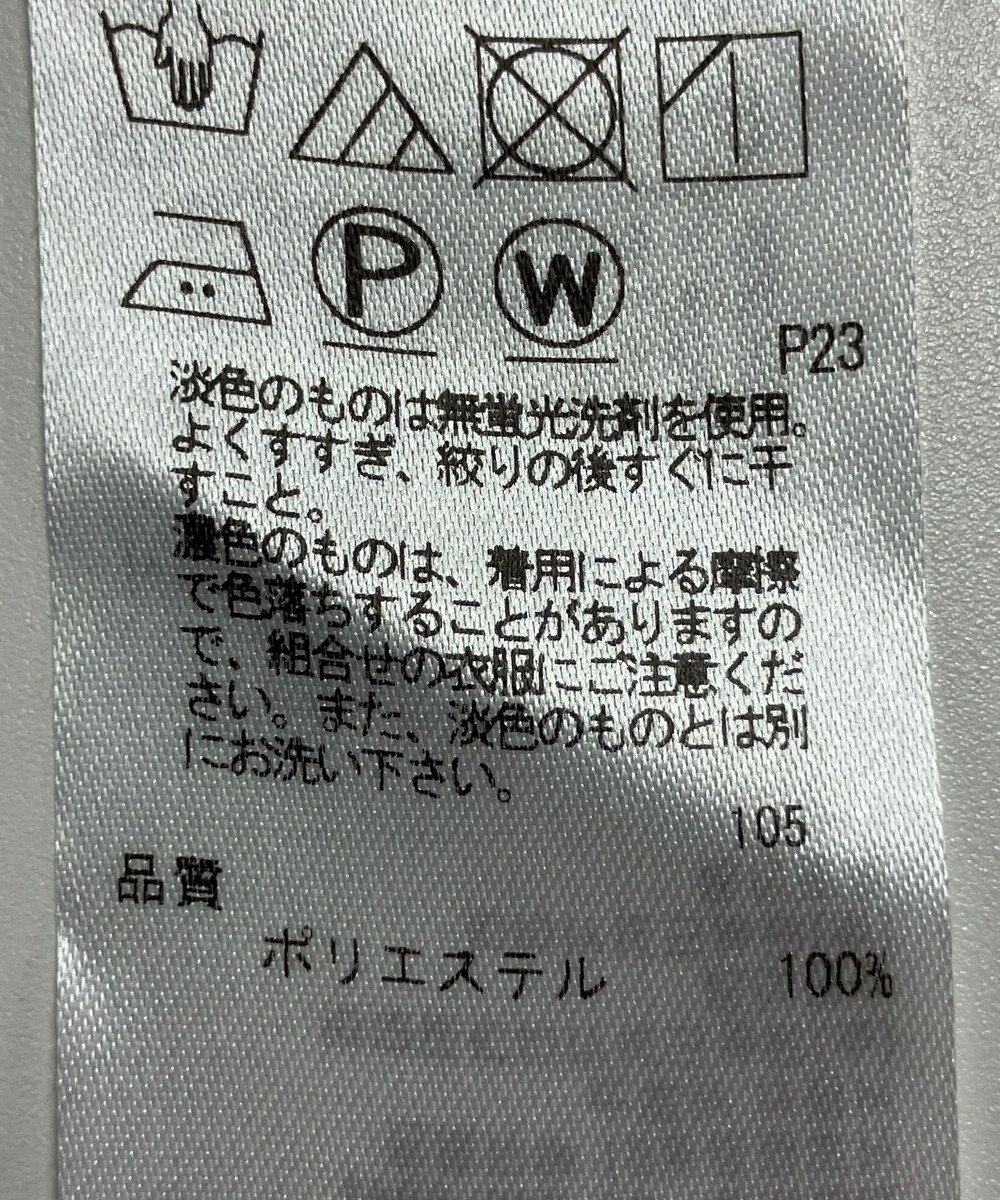 P
W
P23
淡色のものは無蛍光洗剤を使用。
よくすすぎ、絞りの後すぐに干
すこと。
濃色のものは、着用による摩擦
で色落ちすることがありますの
で、組合せの衣服にご注意くだ
さい。また、淡色のものとは別
にお洗い下さい。
105
品質
ポリエステル 100%